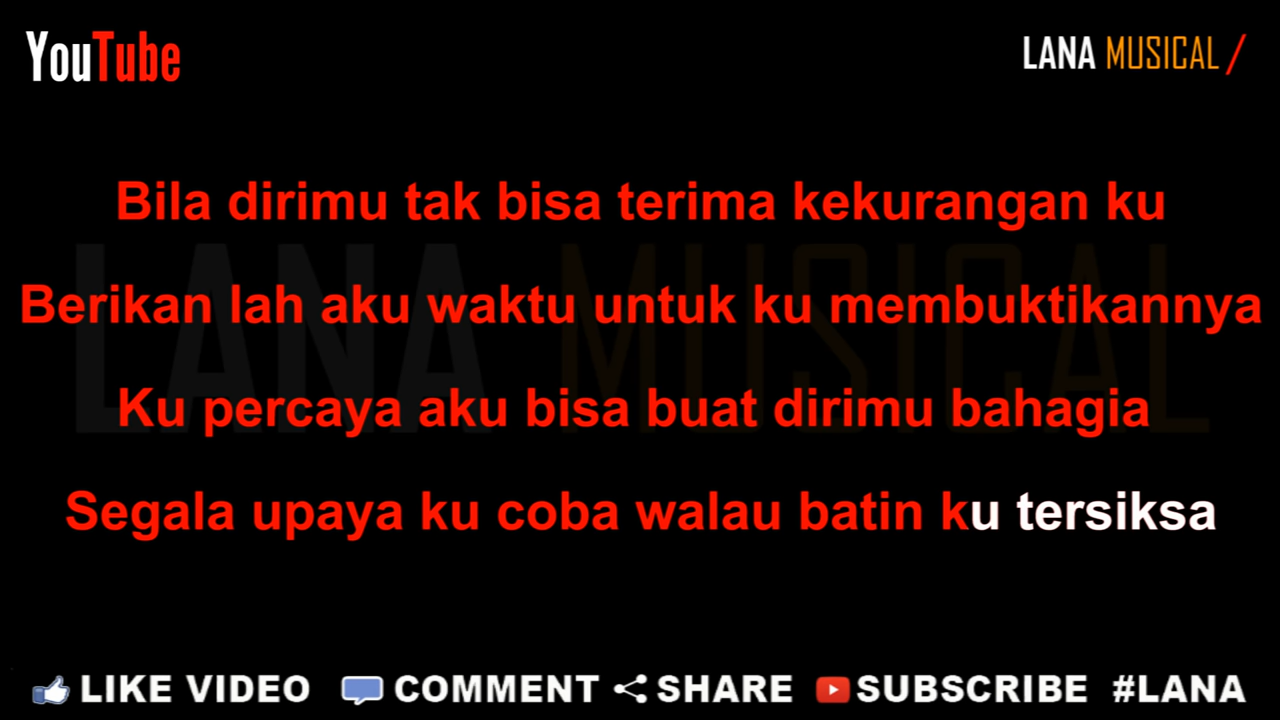 YouTube
LANA MUSICAL/
Bila dirimu tak bisa terima kekurangan ku
Berikan lah aku waktu untuk ku membuktikannya
LANA MUSICAL
Ku percaya aku bisa buat dirimu bahagia
Segala upaya ku coba walau batin ku tersiksa
LIKE VIDEO COMMENT SHARE SUBSCRIBE #LANA